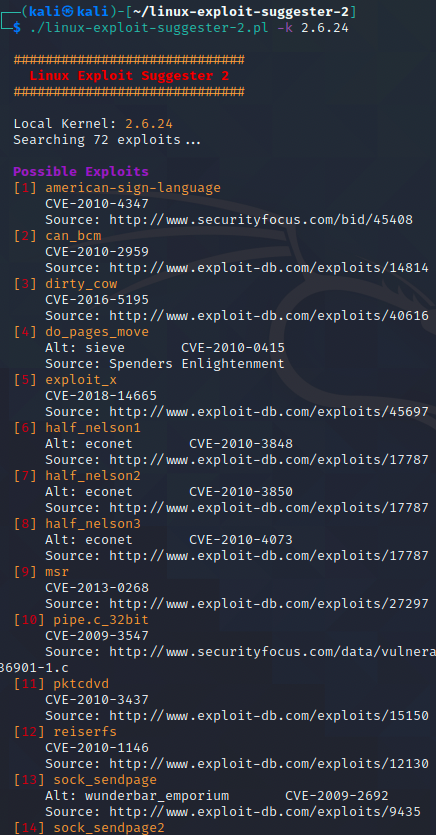 ┌──(kali㉿kali)-[~/linux-exploit-suggester-2]
└─$ ./linux-exploit-suggester-2.pl -k 2.6.24
#############################
Linux Exploit Suggester 2
#############################
Local Kernel: 2.6.24
Searching 72 exploits...
Possible Exploits
[1] american-sign-language
CVE-2010-4347
Source: http://www.securityfocus.com/bid/45408
[2] can_bcm
CVE-2010-2959
Source: http://www.exploit-db.com/exploits/14814
[3] dirty_cow
CVE-2016-5195
Source: http://www.exploit-db.com/exploits/40616
[4] do_pages_move
Alt: sieve       CVE-2010-0415
Source: Spenders Enlightenment
[5] exploit_x
CVE-2018-14665
Source: http://www.exploit-db.com/exploits/45697
[6] half_nelson1
Alt: econet       CVE-2010-3848
Source: http://www.exploit-db.com/exploits/17787
[7] half_nelson2
Alt: econet       CVE-2010-3850
Source: http://www.exploit-db.com/exploits/17787
[8] half_nelson3
Alt: econet       CVE-2010-4073
Source: http://www.exploit-db.com/exploits/17787
[9] msr
CVE-2013-0268
Source: http://www.exploit-db.com/exploits/27297
[10] pipe.c_32bit
CVE-2009-3547
Source: http://www.securityfocus.com/data/vulnera
36901-1.c
[11] pktcdvd
CVE-2010-3437
Source: http://www.exploit-db.com/exploits/15150
[12] reiserfs
CVE-2010-1146
Source: http://www.exploit-db.com/exploits/12130
[13] sock_sendpage
Alt: wunderbar_emporium       CVE-2009-2692
Source: http://www.exploit-db.com/exploits/9435
[14] sock_sendpage2